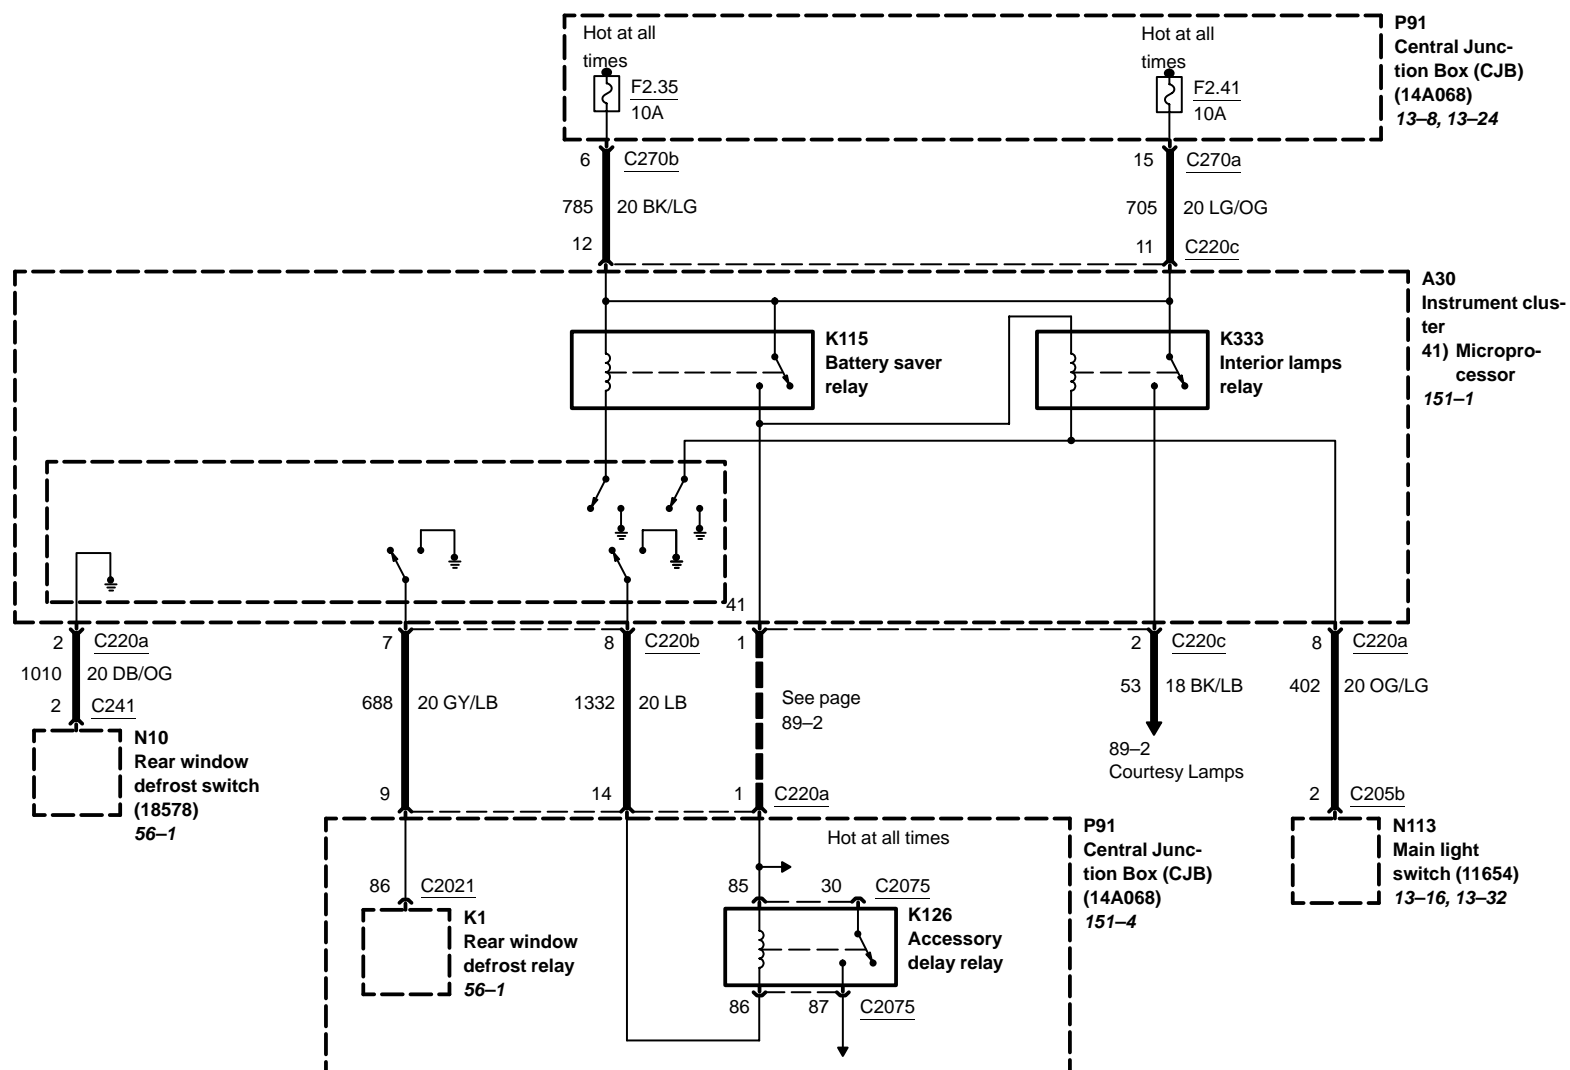 Hot at all
times
F2.35
10A
Hot at all
times
F2.41
10A
P91
Central Junc-
tion Box (CJB)
(14A068)
13–8, 13–24
6 C270b
15 C270a
785 20 BK/LG
705 20 LG/OG
12
11 C220c
A30
Instrument clus-
ter
41) Micropro-
cessor
151–1
K115
Battery saver
relay
K333
Interior lamps
relay
41
2 C220a
7
8 C220b
1
2 C220c
8 C220a
1010 20 DB/OG
688 20 GY/LB
1332 20 LB
See page
89–2
53 18 BK/LB
402 20 OG/LG
2 C241
N10
Rear window
defrost switch
(18578)
56–1
89–2
Courtesy Lamps
9
14
1 C220a
2 C205b
Hot at all times
P91
Central Junc-
tion Box (CJB)
(14A068)
151–4
N113
Main light
switch (11654)
13–16, 13–32
86 C2021
85
30 C2075
K1
Rear window
defrost relay
56–1
K126
Accessory
delay relay
86
87 C2075